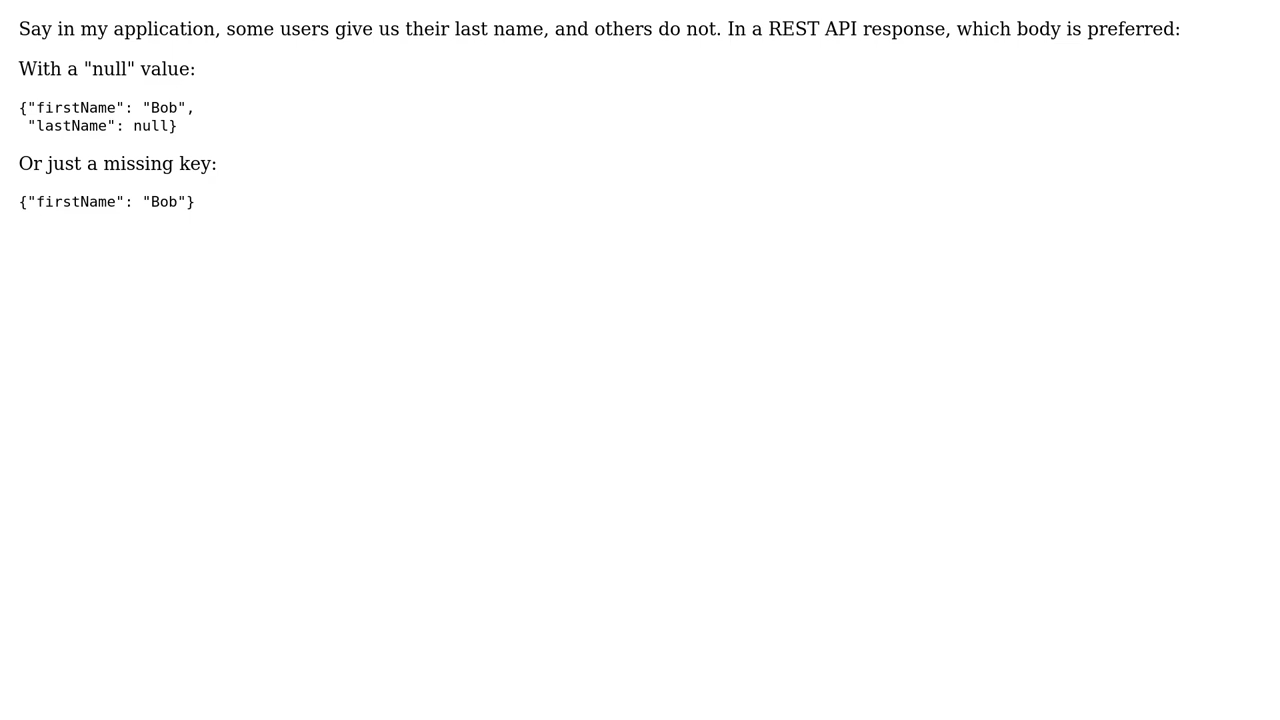 Say in my application, some users give us their last name, and others do not. In a REST API response, which body is preferred:
With a "null" value:
{"firstName": "Bob",
 "lastName": null}
Or just a missing key:
{"firstName": "Bob"}